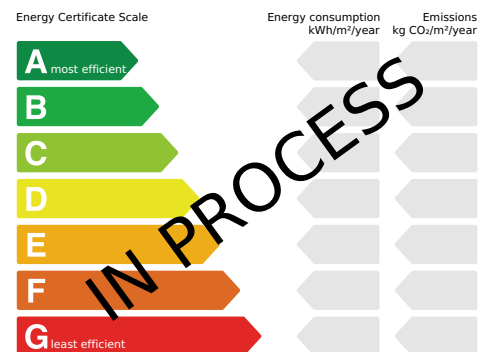 Energy Certificate Scale
Energy consumption
kWh/m²/year
Emissions
kg CO₂/m²/year
A most efficient
B
C
D
E
F
G least efficient
IN PROCESS